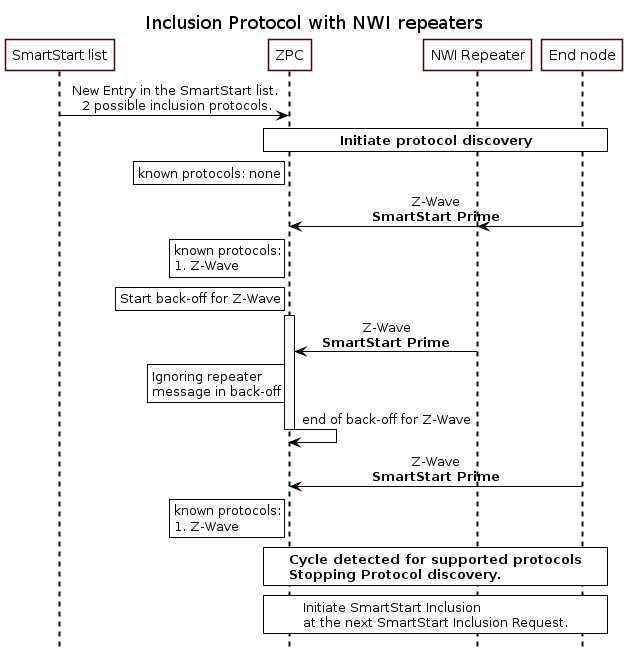 Inclusion Protocol with NWI repeaters
SmartStart list
ZPC
NWI Repeater
End node
New Entry in the SmartStart list.
2 possible inclusion protocols.
Initiate protocol discovery
known protocols: none
Z-Wave
SmartStart Prime
known protocols:
1. Z-Wave
Start back-off for Z-Wave
Z-Wave
SmartStart Prime
Ignoring repeater
message in back-off
end of back-off for Z-Wave
Z-Wave
SmartStart Prime
known protocols:
1. Z-Wave
Cycle detected for supported protocols
Stopping Protocol discovery.
Initiate SmartStart Inclusion
at the next SmartStart Inclusion Request.